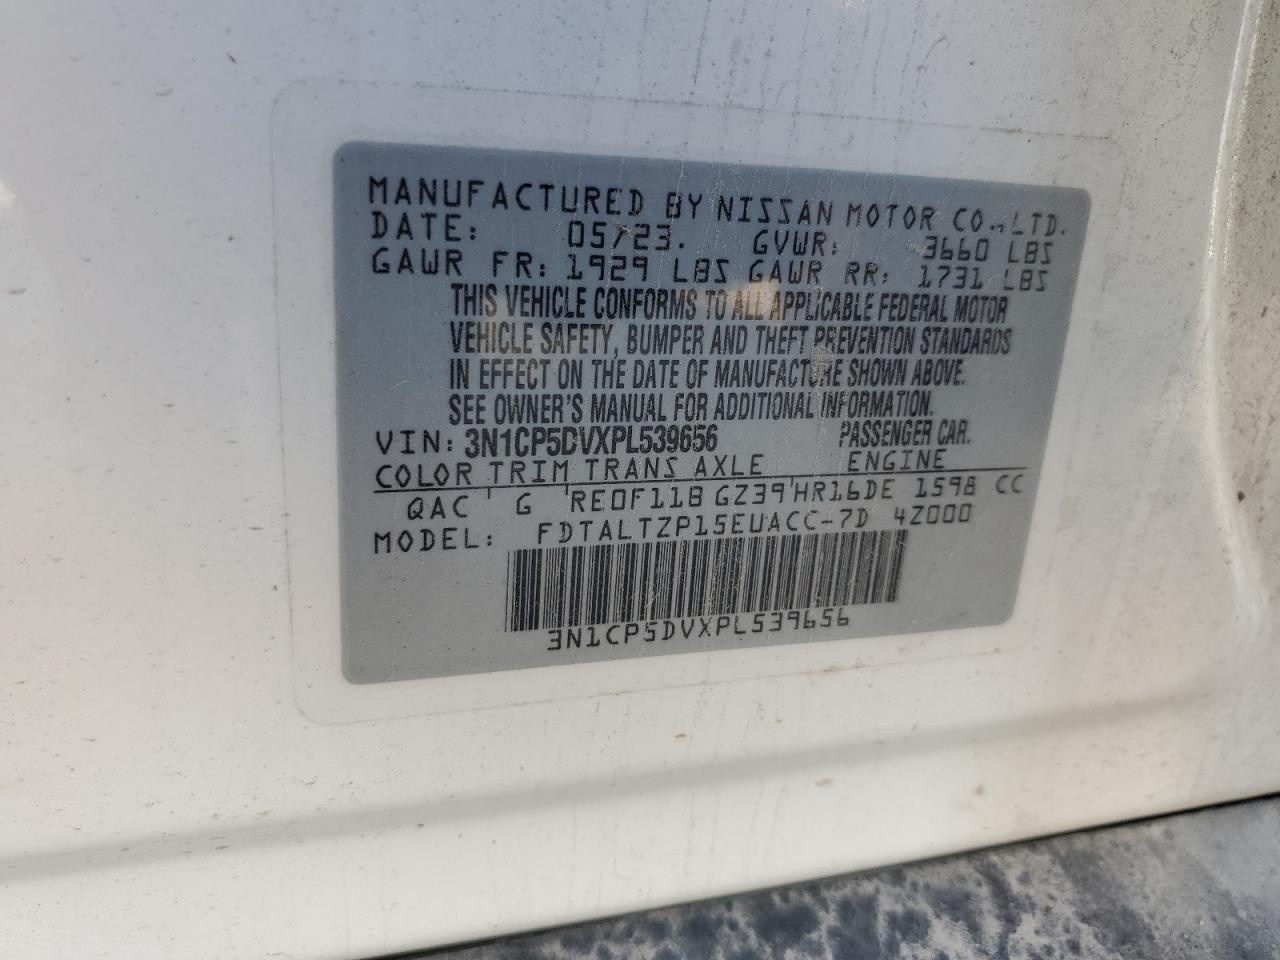 MANUFACTURED BY NISSAN MOTOR CO.,LTD.
DATE: 05/23. GVWR: 3660 LBS
GAWR FR: 1929 LBS GAWR RR: 1731 LBS
THIS VEHICLE CONFORMS TO ALL APPLICABLE FEDERAL MOTOR
VEHICLE SAFETY, BUMPER AND THEFT PREVENTION STANDARDS
IN EFFECT ON THE DATE OF MANUFACTURE SHOWN ABOVE.
SEE OWNER'S MANUAL FOR ADDITIONAL INFORMATION.
VIN: 3N1CP5DVXPL539656 PASSENGER CAR.
COLOR TRIM TRANS AXLE ENGINE
QAC G RE0F11B GZ39 HR16DE 1598 CC
MODEL: FDTALTZP15EUACC-7D 4Z000
3N1CP5DVXPL539656